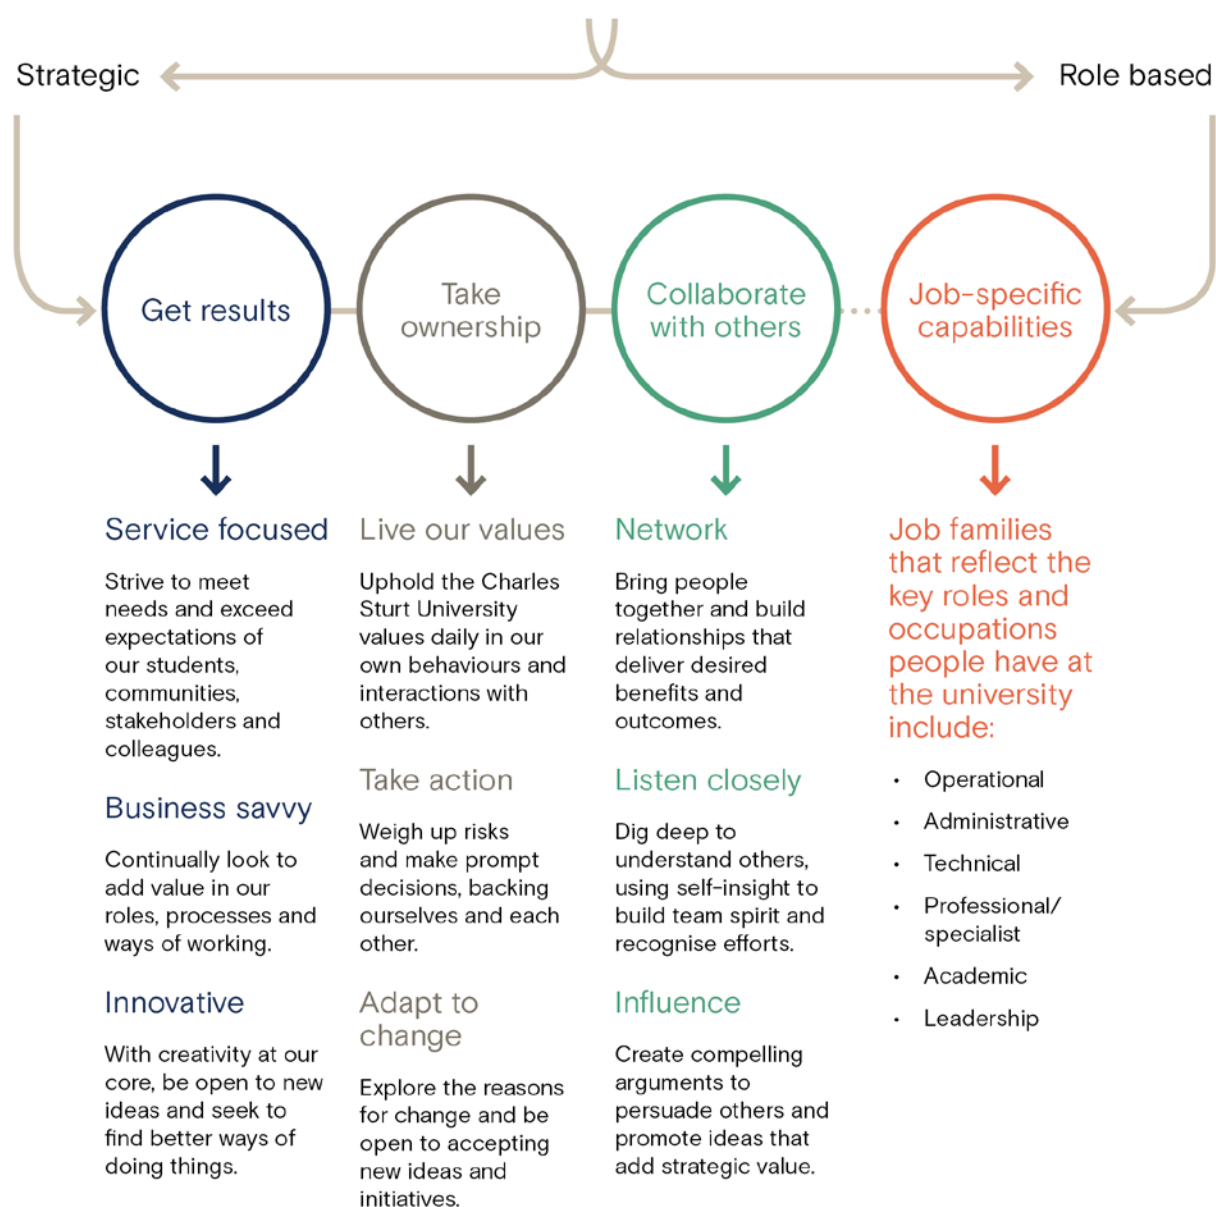 Strategic
Role based
Get results
Take
ownership
Collaborate
with others
Job-specific
capabilities
Service focused
Strive to meet
needs and exceed
expectations of
our students,
communities,
stakeholders and
colleagues.
Business savvy
Continually look to
add value in our
roles, processes and
ways of working.
Innovative
With creativity at our
core, be open to new
ideas and seek to
find better ways of
doing things.
Live our values
Uphold the Charles
Sturt University
values daily in our
own behaviours and
interactions with
others.
Take action
Weigh up risks
and make prompt
decisions, backing
ourselves and each
other.
Adapt to
change
Explore the reasons
for change and be
open to accepting
new ideas and
initiatives.
Network
Bring people
together and build
relationships that
deliver desired
benefits and
outcomes.
Listen closely
Dig deep to
understand others,
using self-insight to
build team spirit and
recognise efforts.
Influence
Create compelling
arguments to
persuade others and
promote ideas that
add strategic value.
Job families
that reflect the
key roles and
occupations
people have at
the university
include:
• Operational
• Administrative
• Technical
• Professional/
specialist
• Academic
• Leadership